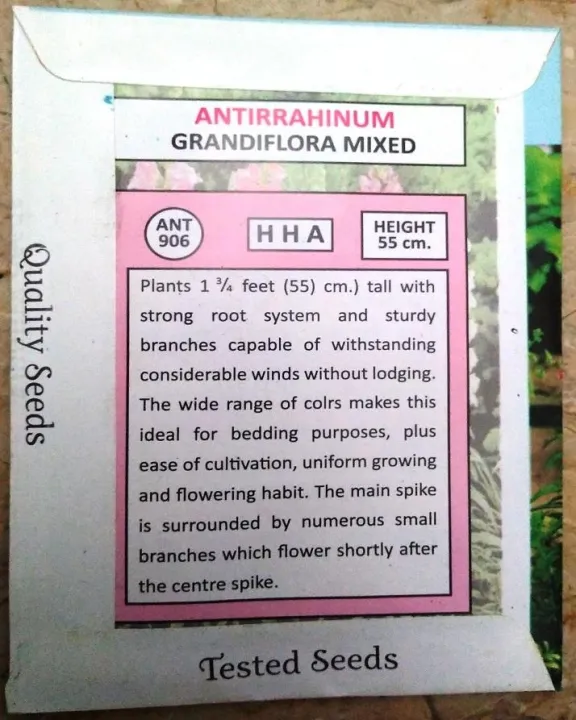 ANTIRRAHINUM
GRANDIFLORA MIXED
ANT
906
H H A
HEIGHT
55 cm.
Plants 1 ¾ feet (55) cm.) tall with
strong root system and sturdy
branches capable of withstanding
considerable winds without lodging.
The wide range of colrs makes this
ideal for bedding purposes, plus
ease of cultivation, uniform growing
and flowering habit. The main spike
is surrounded by numerous small
branches which flower shortly after
the centre spike.
Quality Seeds
Tested Seeds